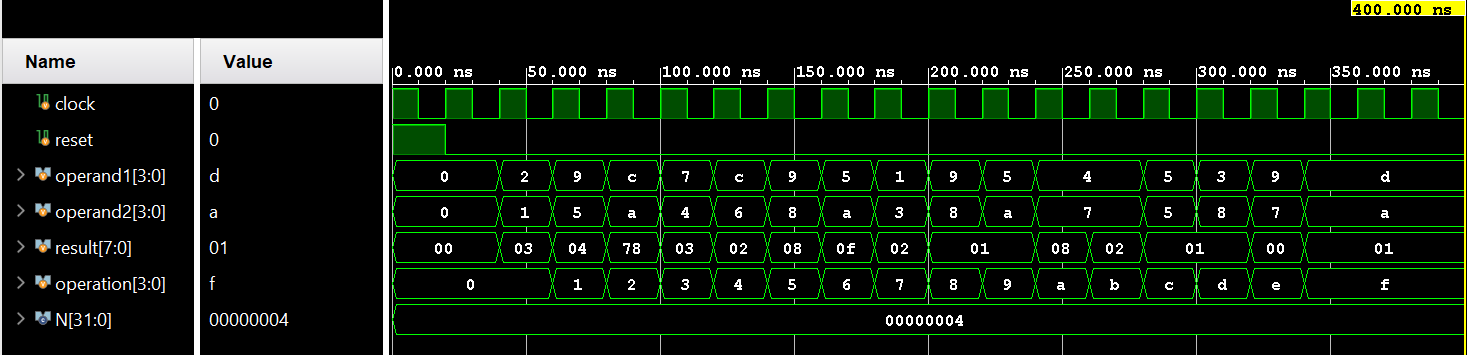 400.000 ns
Name Value
0.000 ns 50.000 ns 100.000 ns 150.000 ns 200.000 ns 250.000 ns 300.000 ns 350.000 ns
clock 0
reset 0
operand1[3:0] d 0 2 9 c 7 c 9 5 1 9 5 4 5 3 9 d
operand2[3:0] a 0 1 5 a 4 6 8 a 3 8 a 7 5 8 7 a
result[7:0] 01 00 03 04 78 03 02 08 0f 02 01 08 02 01 00 01
operation[3:0] f 0 1 2 3 4 5 6 7 8 9 a b c d e f
N[31:0] 00000004 00000004